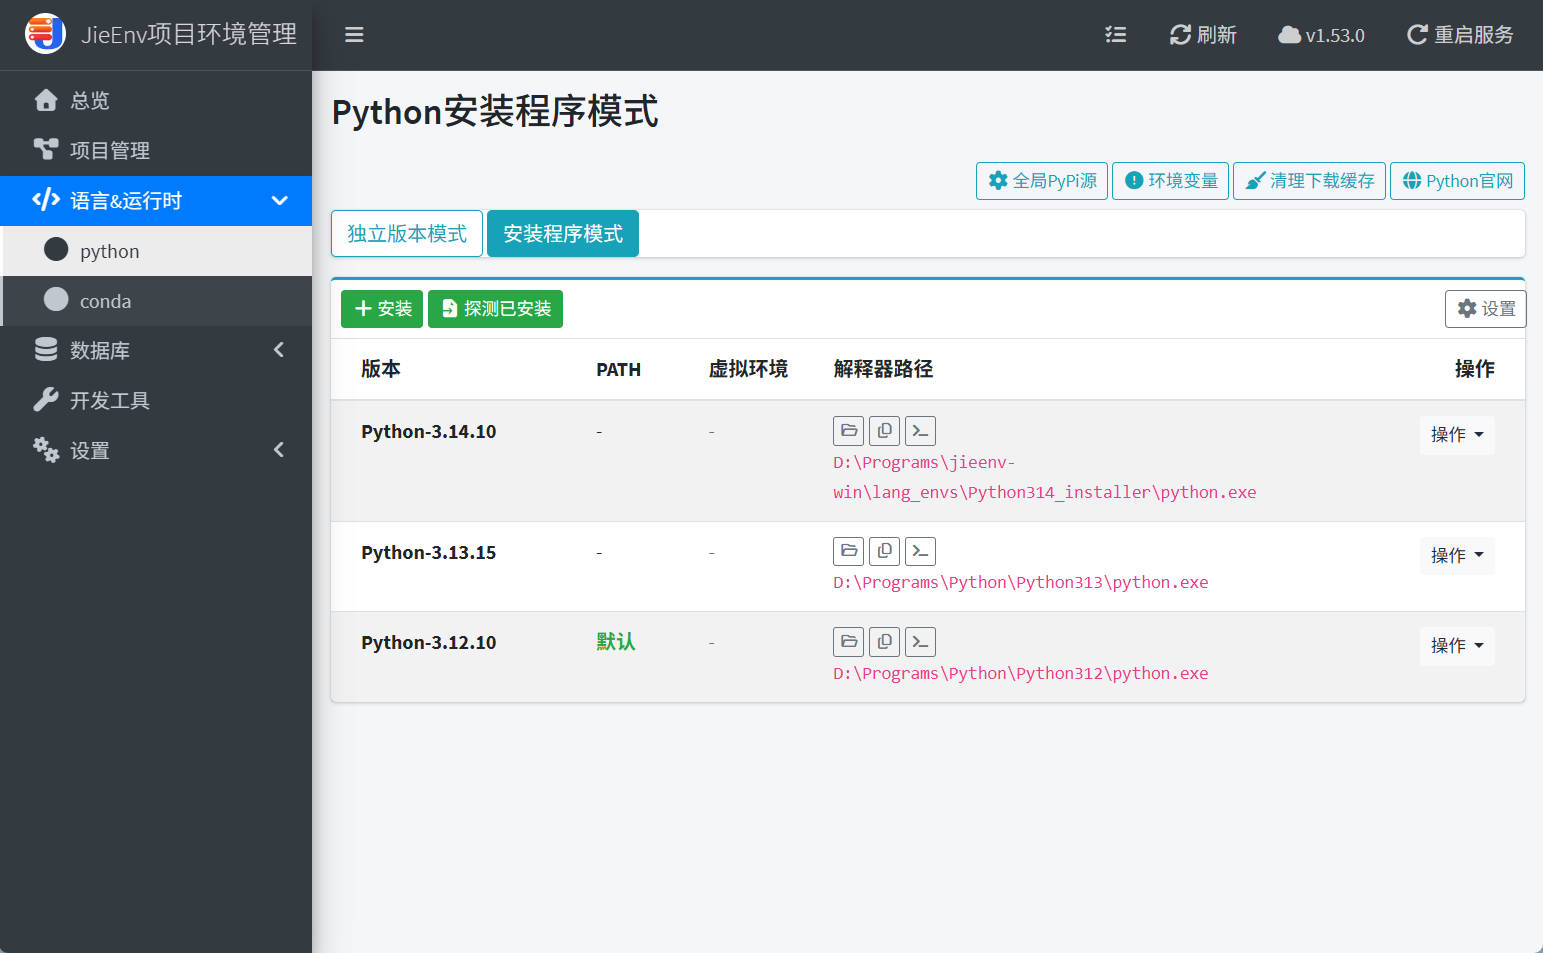 JieEnv项目环境管理
刷新
v1.53.0
重启服务
总览
项目管理
语言&运行时
python
conda
数据库
开发工具
设置
Python安装程序模式
全局PyPi源
环境变量
清理下载缓存
Python官网
独立版本模式
安装程序模式
安装
探测已安装
设置
版本 PATH 虚拟环境 解释器路径 操作
Python-3.14.10 - - 操作
D:\Programs\jieenv-
win\lang_envs\Python314_installer\python.exe
Python-3.13.15 - - 操作
D:\Programs\Python\Python313\python.exe
Python-3.12.10 默认 - 操作
D:\Programs\Python\Python312\python.exe